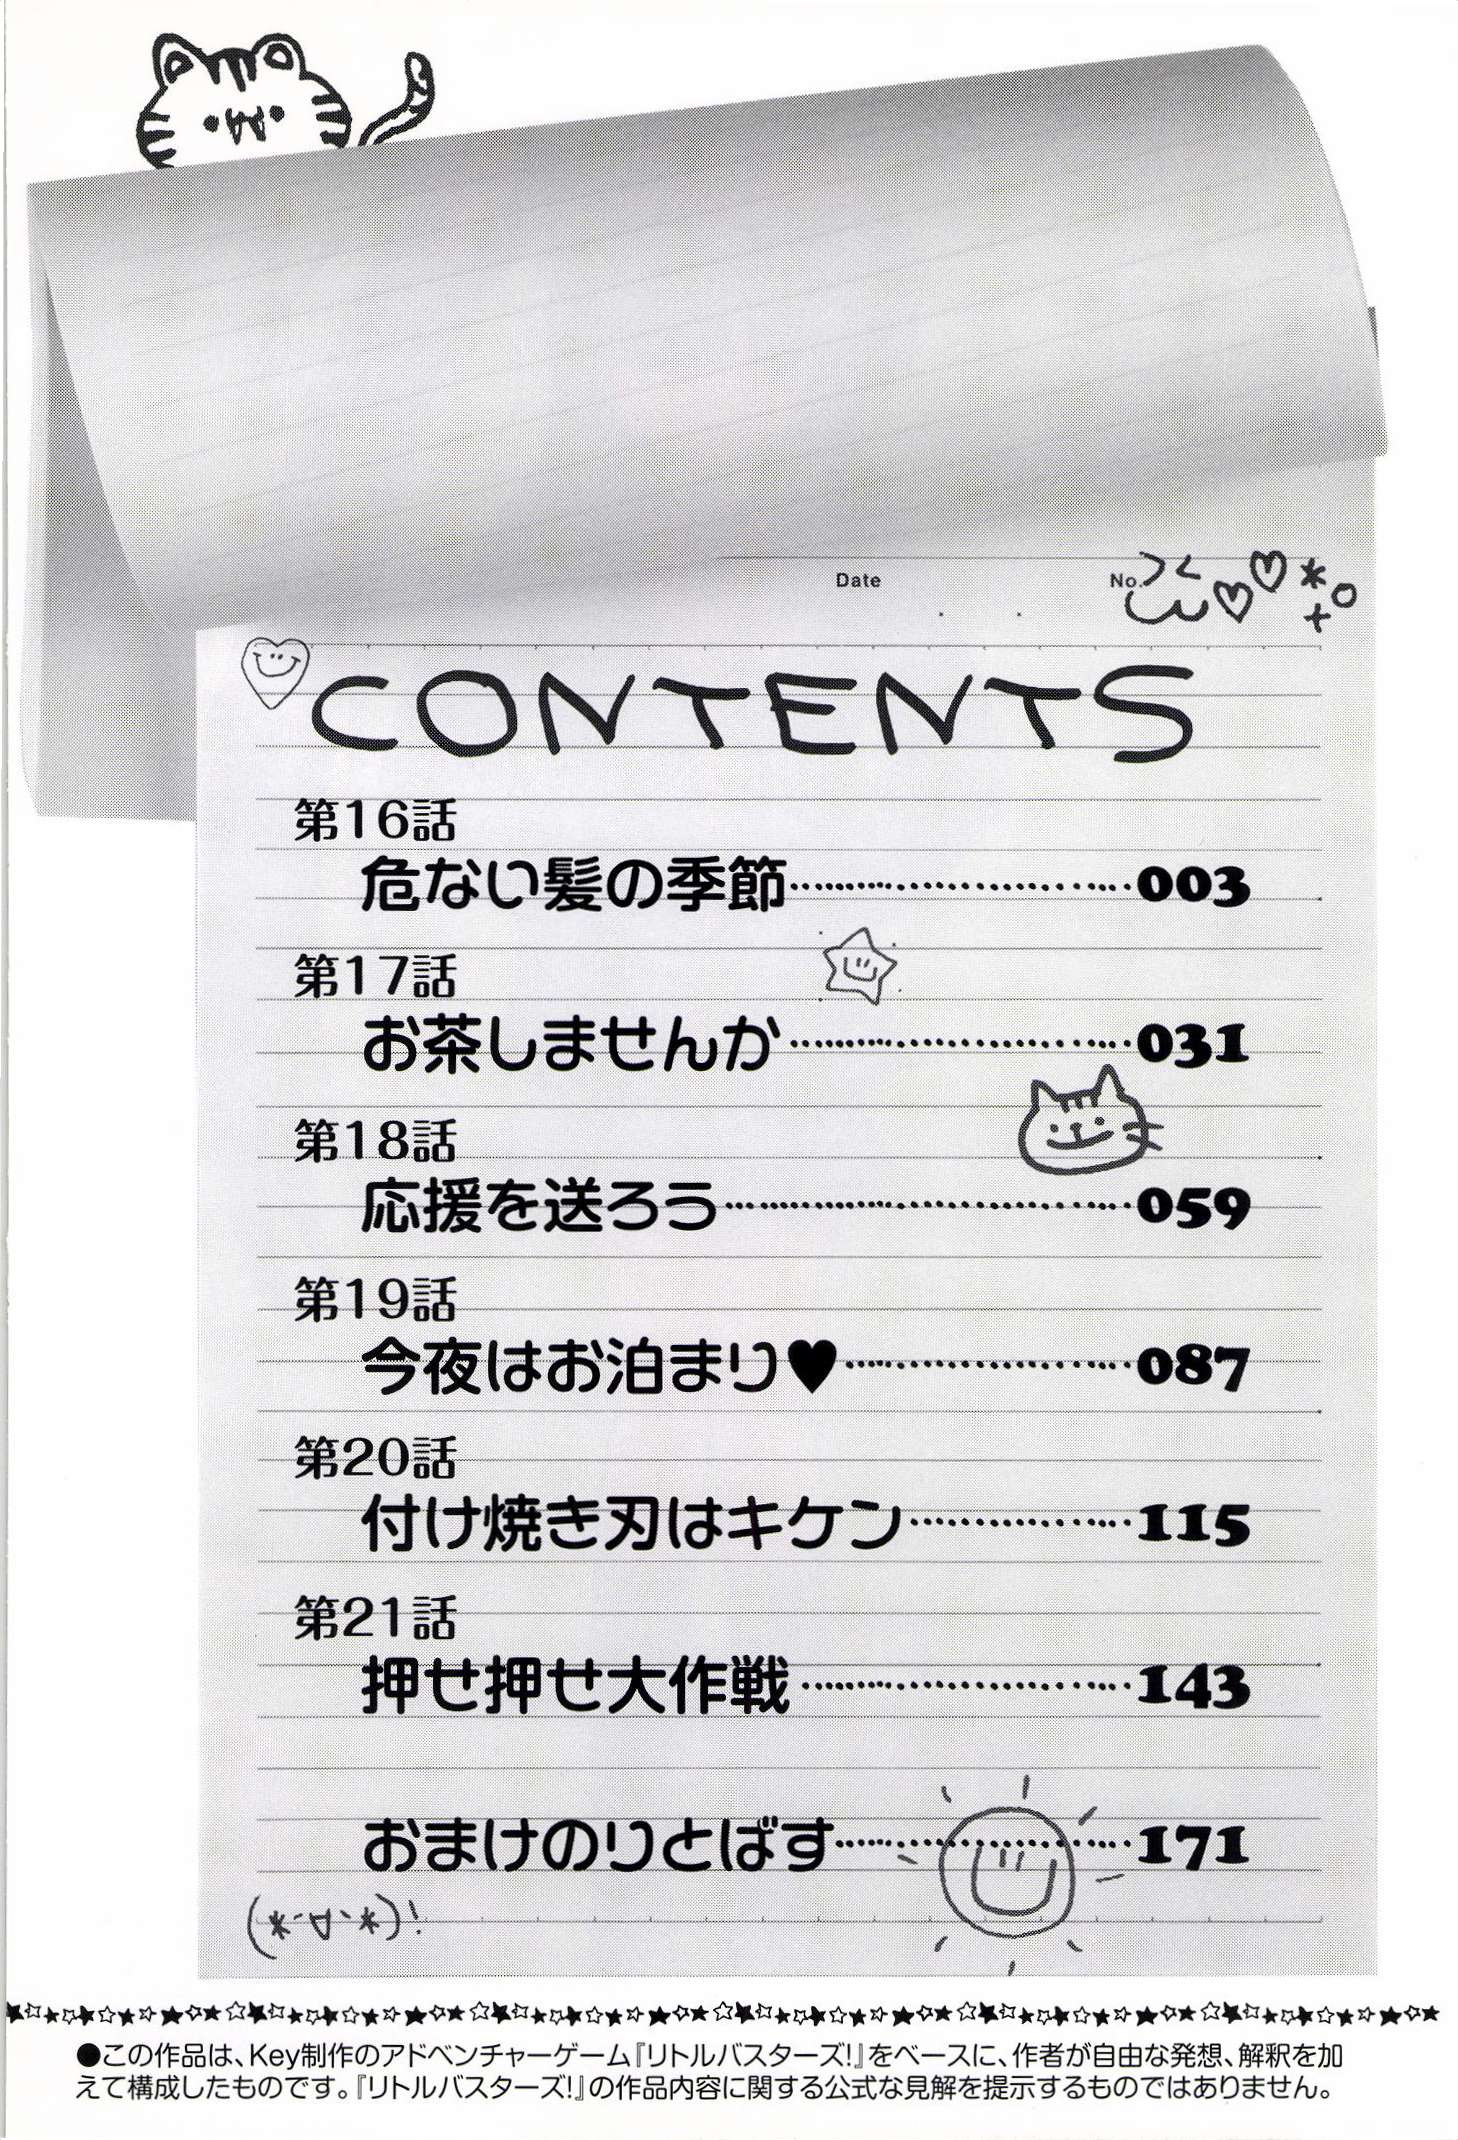 Date
No.
CONTENTS
第16話
危ない髪の季節…………………003
第17話
お茶しませんか…………………031
第18話
応援を送ろう…………………059
第19話
今夜はお泊まり♥…………………087
第20話
付け焼き刃はキケン…………………115
第21話
押せ押せ大作戦…………………143
おまけのりとばす…………………171
●この作品は、Key制作のアドベンチャーゲーム『リトルバスターズ!』をベースに、作者が自由な発想、解釈を加
えて構成したものです。『リトルバスターズ!』の作品内容に関する公式な見解を提示するものではありません。